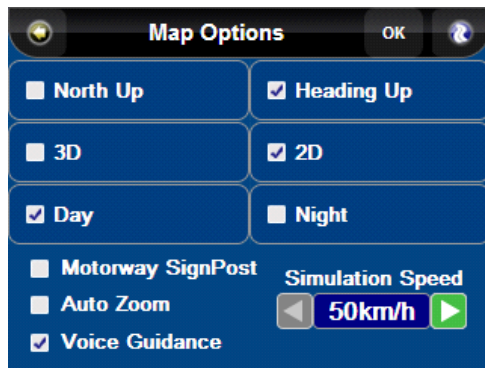 Map Options OK
North Up Heading Up
3D 2D
Day Night
Motorway SignPost
Simulation Speed
Auto Zoom
50km/h
Voice Guidance